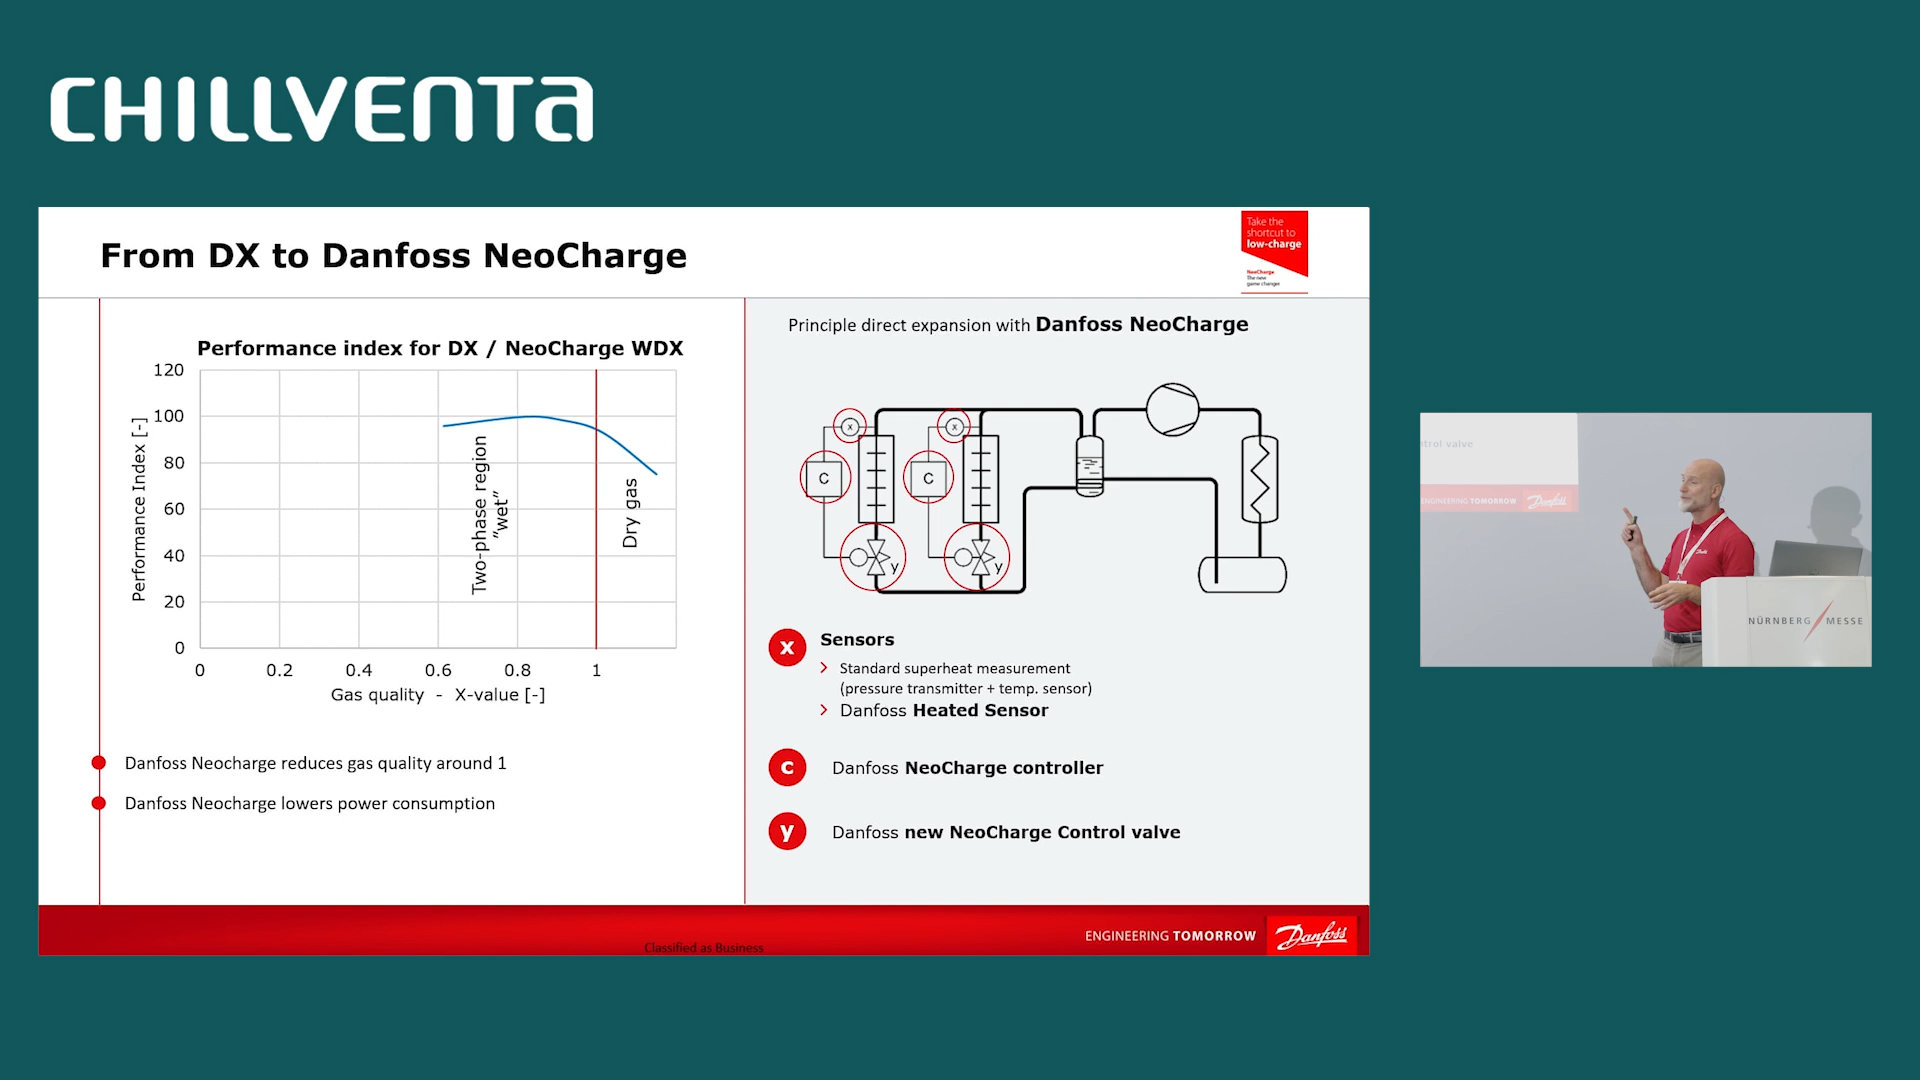 CHILLVENTA
From DX to Danfoss NeoCharge
Take the
shortcut to
low-charge
NeoCharge
The new
game changer
Performance index for DX / NeoCharge WDX
Performance Index [-]
120
100
80
60
40
20
0
0
0.2
0.4
0.6
0.8
1
Gas quality - X-value [-]
Two-phase region
"wet"
Dry gas
Danfoss Neocharge reduces gas quality around 1
Danfoss Neocharge lowers power consumption
Principle direct expansion with Danfoss NeoCharge
x
x
C
C
y
y
X
Sensors
Standard superheat measurement
(pressure transmitter + temp. sensor)
Danfoss Heated Sensor
C
Danfoss NeoCharge controller
y
Danfoss new NeoCharge Control valve
Classified as Business
ENGINEERING TOMORROW
Danfoss
trol valve
ENGINEERING TOMORROW
Danfoss
NÜRNBERG MESSE